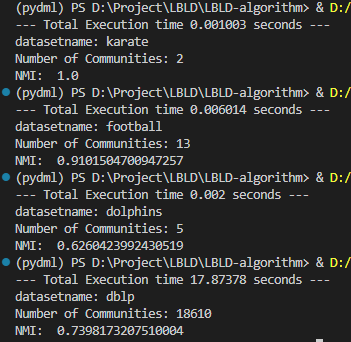 (pydml) PS D:\Project\LBLD\LBLD-algorithm> & D:/
--- Total Execution time 0.001003 seconds ---
datasetname: karate
Number of Communities: 2
NMI:  1.0
(pydml) PS D:\Project\LBLD\LBLD-algorithm> & D:/
--- Total Execution time 0.006014 seconds ---
datasetname: football
Number of Communities: 13
NMI:  0.9101504700947257
(pydml) PS D:\Project\LBLD\LBLD-algorithm> & D:/
--- Total Execution time 0.002 seconds ---
datasetname: dolphins
Number of Communities: 5
NMI:  0.6260423992430519
(pydml) PS D:\Project\LBLD\LBLD-algorithm> & D:/
--- Total Execution time 17.87378 seconds ---
datasetname: dblp
Number of Communities: 18610
NMI:  0.7398173207510004